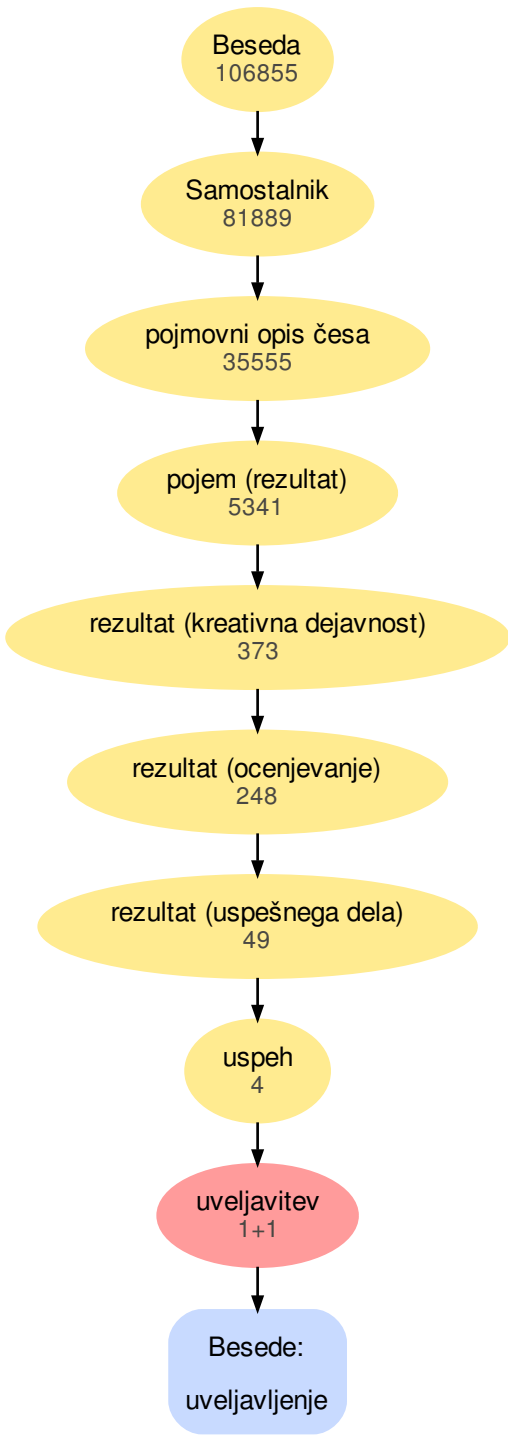 Beseda
106855
Samostalnik
81889
pojmovni opis česa
35555
pojem (rezultat)
5341
rezultat (kreativna dejavnost)
373
rezultat (ocenjevanje)
248
rezultat (uspešnega dela)
49
uspeh
4
uveljavitev
1+1
Besede:
uveljavljenje